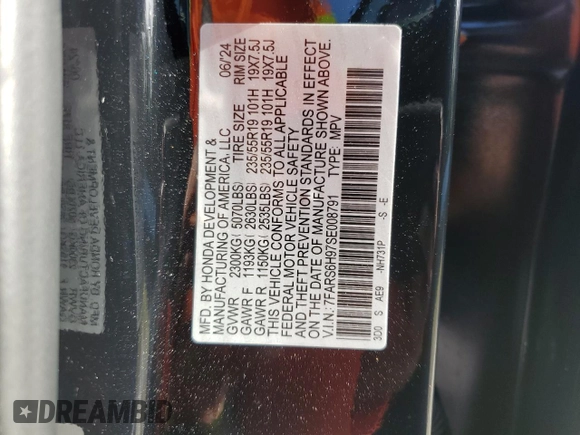 MFD. BY HONDA DEVELOPMENT &
MANUFACTURING OF AMERICA, LLC 06/24
GVWR 2300KG( 5070LBS) TIRE SIZE RIM SIZE
GAWR F 1193KG( 2630LBS) 235/55R19 101H 19X7.5J
GAWR R 1150KG( 2535LBS) 235/55R19 101H 19X7.5J
THIS VEHICLE CONFORMS TO ALL APPLICABLE
FEDERAL MOTOR VEHICLE SAFETY
AND THEFT PREVENTION STANDARDS IN EFFECT
ON THE DATE OF MANUFACTURE SHOWN ABOVE.
V.I.N.: 7FARS6H97SE008791 TYPE: MPV
3D0 S AE9 -NH731P -S -E
DREAMBID